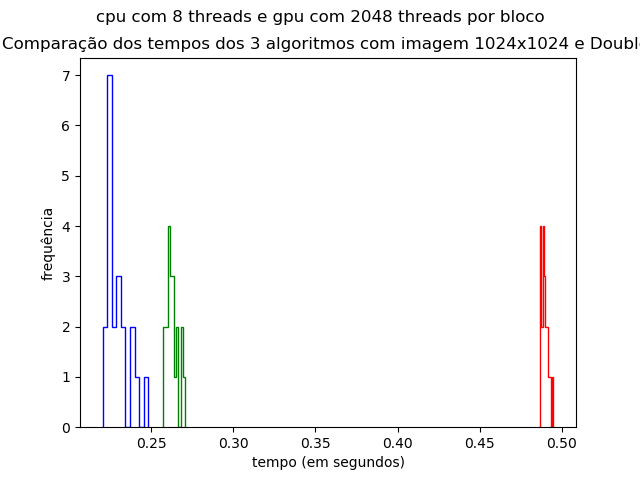 cpu com 8 threads e gpu com 2048 threads por bloco
Comparação dos tempos dos 3 algoritmos com imagem 1024x1024 e Doubl
7
6
5
4
3
2
1
0
frequência
0.25 0.30 0.35 0.40 0.45 0.50
tempo (em segundos)